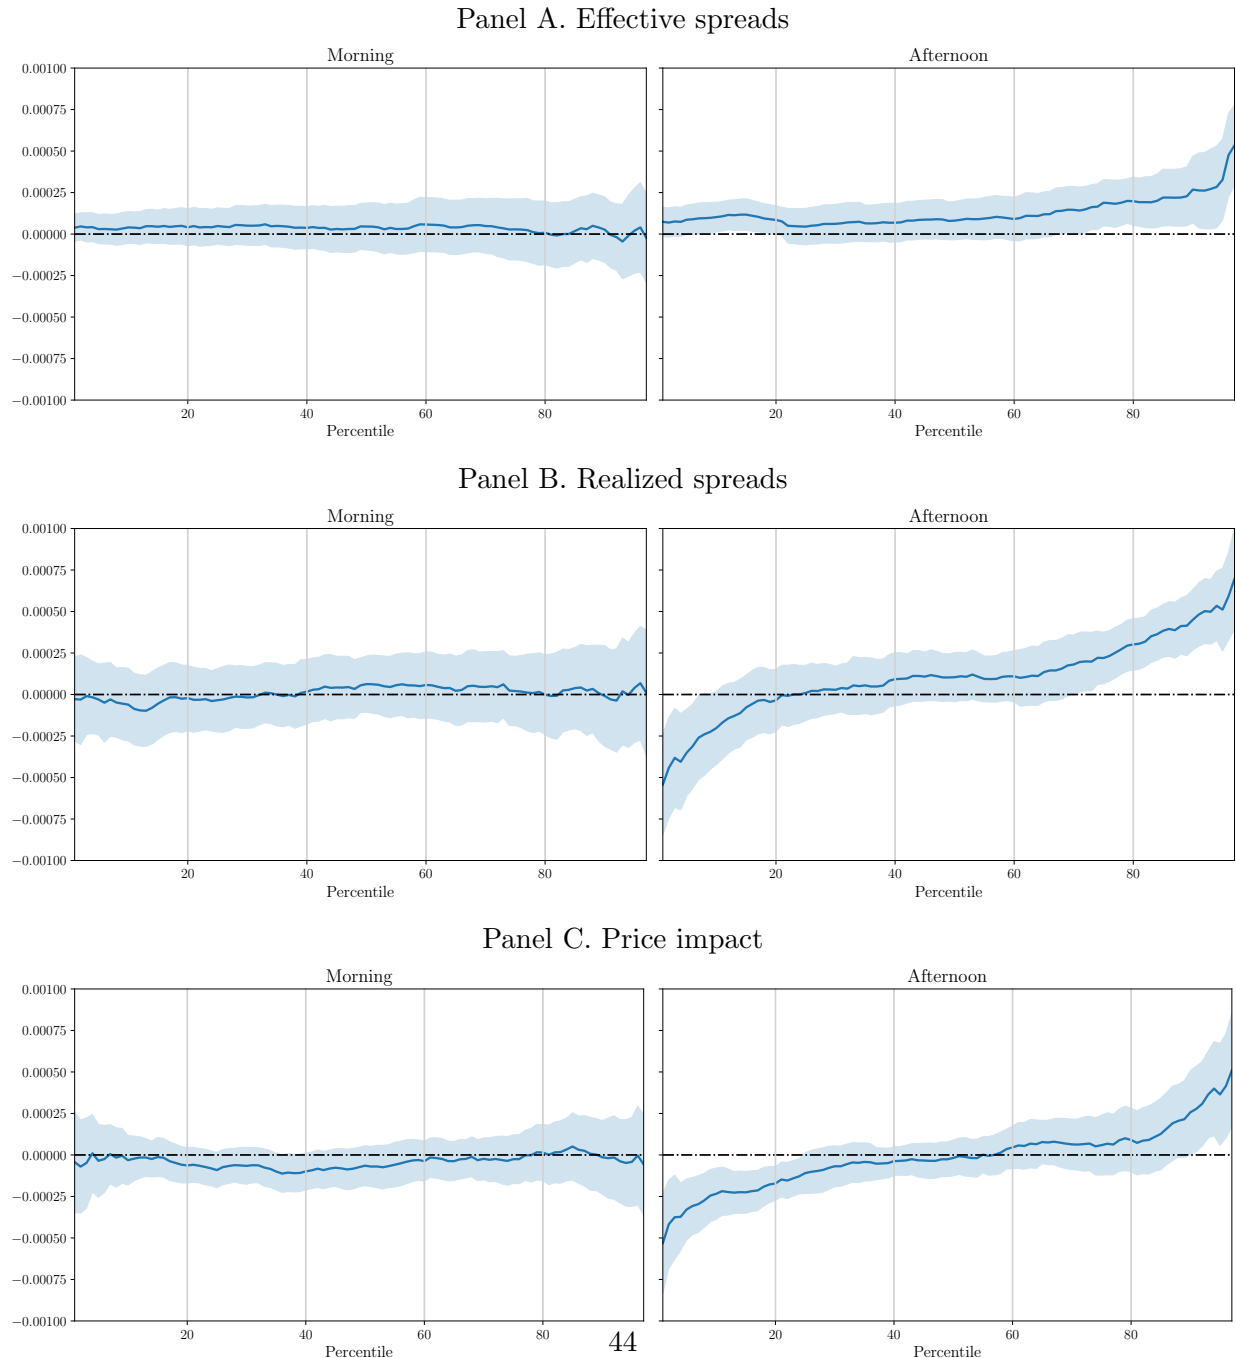 Panel A. Effective spreads
Morning
Afternoon
0.00100
0.00075
0.00050
0.00025
0.00000
−0.00025
−0.00050
−0.00075
−0.00100
20 40 60 80
20 40 60 80
Percentile
Percentile
Panel B. Realized spreads
Morning
Afternoon
0.00100
0.00075
0.00050
0.00025
0.00000
−0.00025
−0.00050
−0.00075
−0.00100
20 40 60 80
20 40 60 80
Percentile
Percentile
Panel C. Price impact
Morning
Afternoon
0.00100
0.00075
0.00050
0.00025
0.00000
−0.00025
−0.00050
−0.00075
−0.00100
20 40 60 80
20 40 60 80
Percentile
Percentile
44